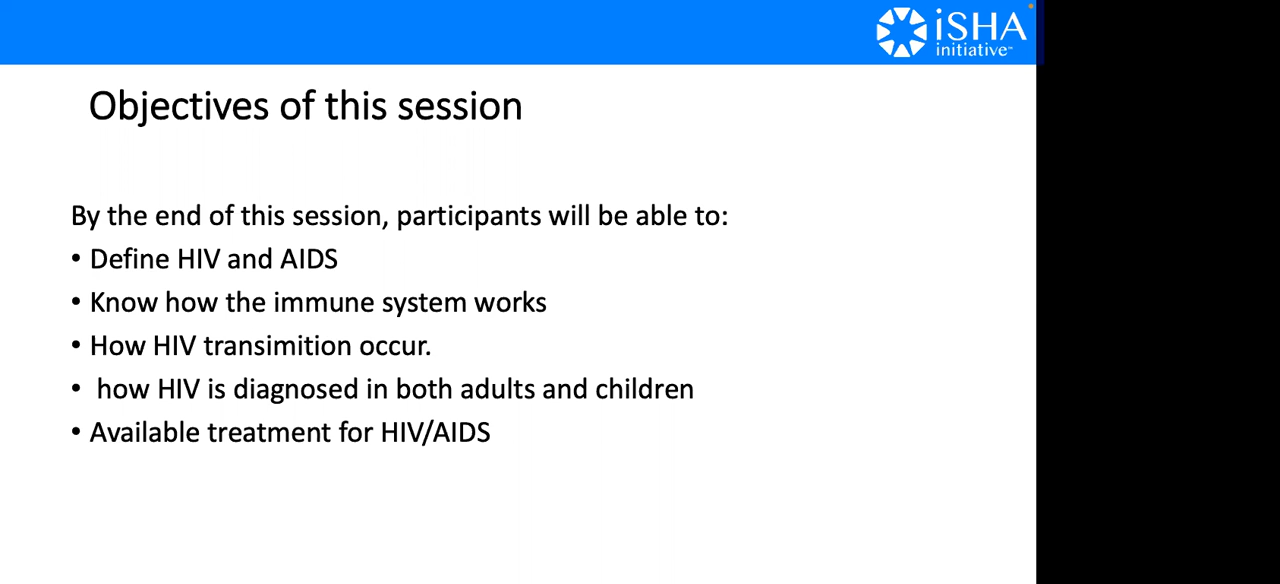 iSHA
initiative™
Objectives of this session
By the end of this session, participants will be able to:
• Define HIV and AIDS
• Know how the immune system works
• How HIV transimition occur.
• how HIV is diagnosed in both adults and children
• Available treatment for HIV/AIDS